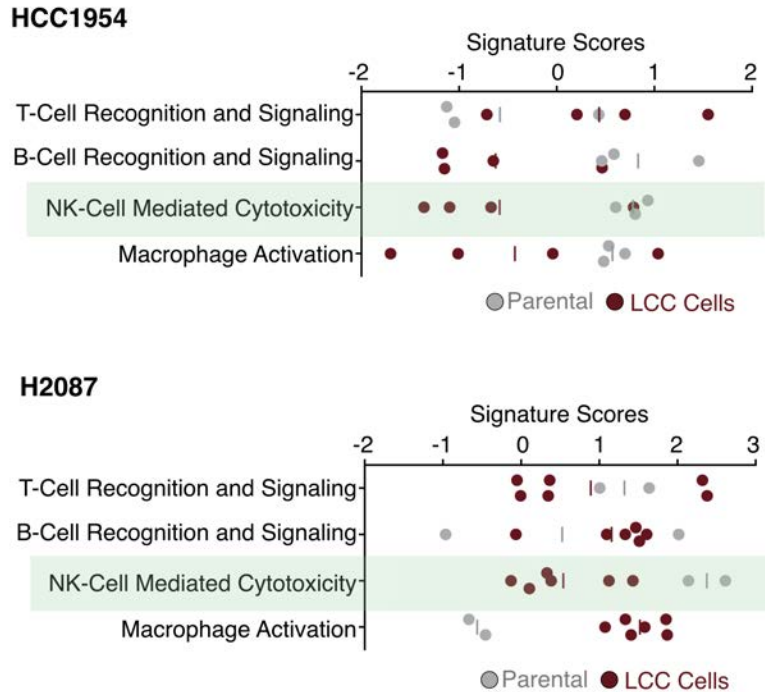 HCC1954
Signature Scores
-2 -1 0 1 2
T-Cell Recognition and Signaling
B-Cell Recognition and Signaling
NK-Cell Mediated Cytotoxicity
Macrophage Activation
Parental LCC Cells
H2087
Signature Scores
-2 -1 0 1 2 3
T-Cell Recognition and Signaling
B-Cell Recognition and Signaling
NK-Cell Mediated Cytotoxicity
Macrophage Activation
Parental LCC Cells